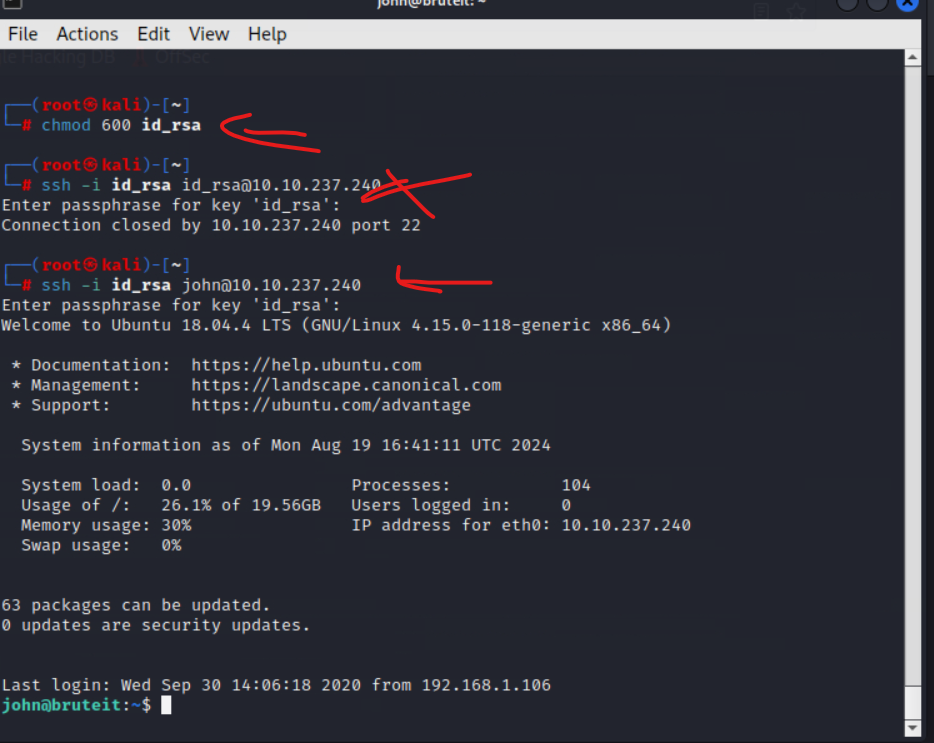 john@bruteit: ~
File Actions Edit View Help
le Hacking DB OffSec
┌──(root㉿kali)-[~]
└─# chmod 600 id_rsa
┌──(root㉿kali)-[~]
└─# ssh -i id_rsa id_rsa@10.10.237.240
Enter passphrase for key 'id_rsa':
Connection closed by 10.10.237.240 port 22
┌──(root㉿kali)-[~]
└─# ssh -i id_rsa john@10.10.237.240
Enter passphrase for key 'id_rsa':
Welcome to Ubuntu 18.04.4 LTS (GNU/Linux 4.15.0-118-generic x86_64)
* Documentation: https://help.ubuntu.com
* Management: https://landscape.canonical.com
* Support: https://ubuntu.com/advantage
System information as of Mon Aug 19 16:41:11 UTC 2024
System load: 0.0 Processes: 104
Usage of /: 26.1% of 19.56GB Users logged in: 0
Memory usage: 30% IP address for eth0: 10.10.237.240
Swap usage: 0%
63 packages can be updated.
0 updates are security updates.
Last login: Wed Sep 30 14:06:18 2020 from 192.168.1.106
john@bruteit:~$